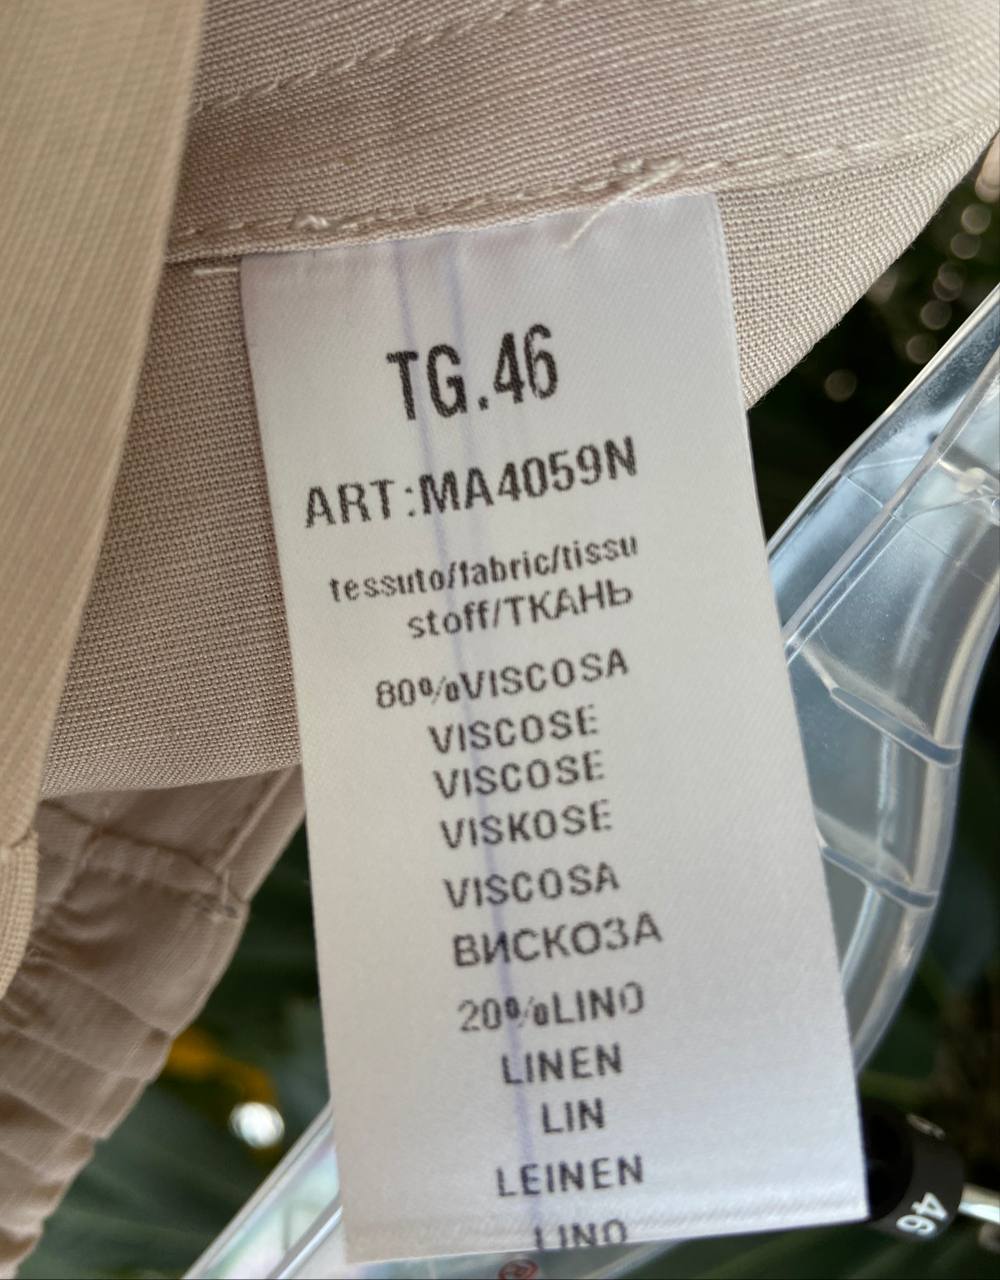 TG.46
ART:MA4059N
tessuto/fabric/tissu
stoff/ТКАНЬ
80%VISCOSA
VISCOSE
VISCOSE
VISKOSE
VISCOSA
ВИСКОЗА
20%LINO
LINEN
LIN
LEINEN
LINO
46